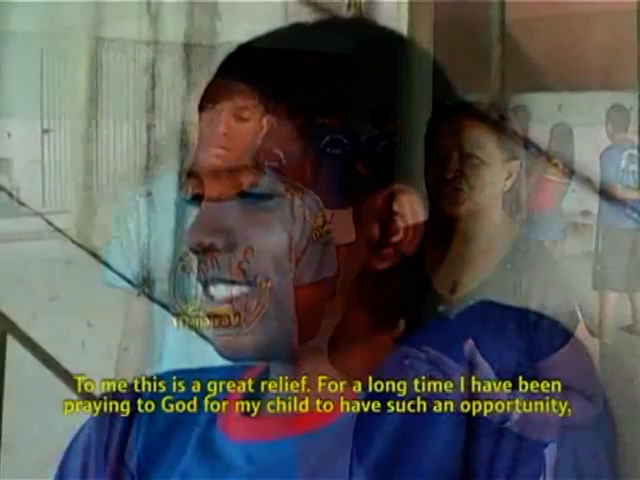 To me this is a great relief. For a long time I have been
praying to God for my child to have such an opportunity,